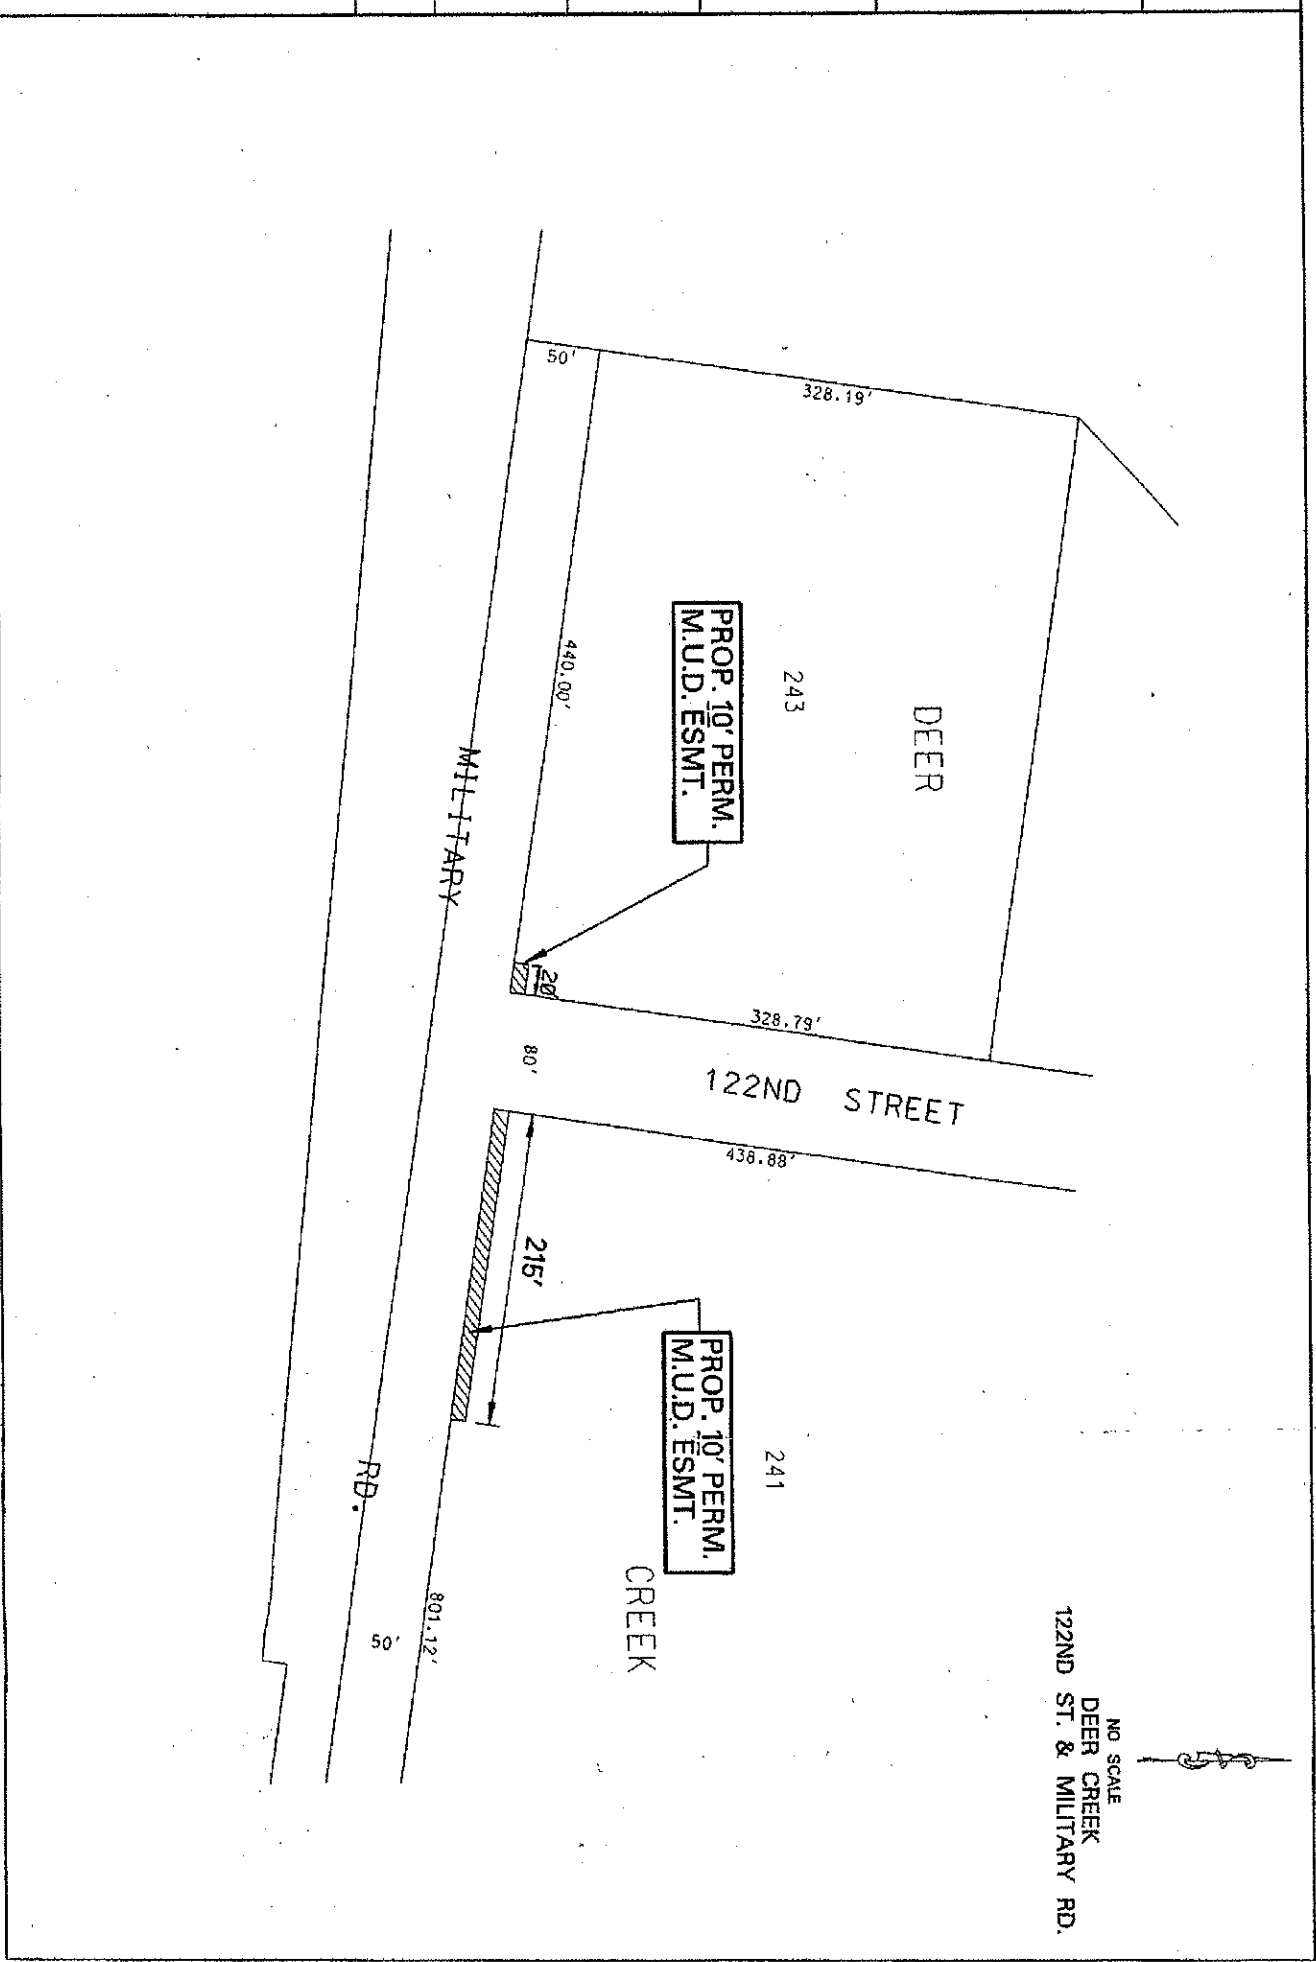 NO SCALE
DEER CREEK
122ND ST. & MILITARY RD.
328.19'
50'
DEER
243
PROP. 10' PERM.
M.U.D. ESMT.
440.00'
20'
328.79'
122ND STREET
80'
438.88'
215'
241
PROP. 10' PERM.
M.U.D. ESMT.
CREEK
MILITARY RD.
801.12'
50'